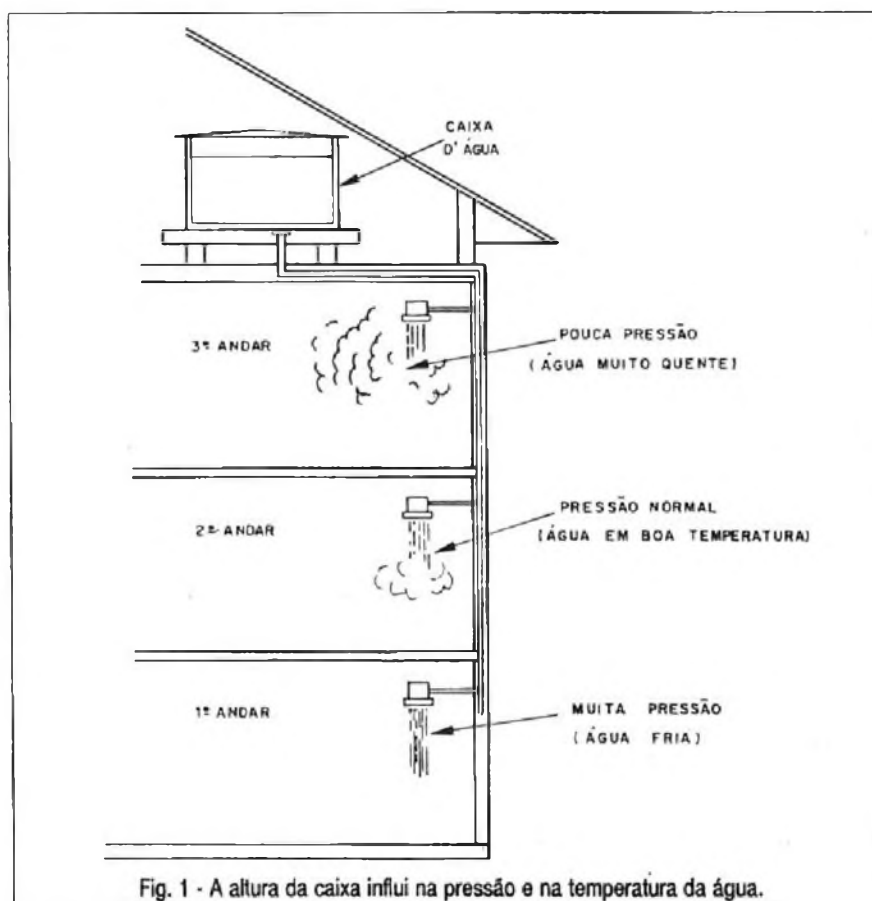 CAIXA
D'ÁGUA
3º ANDAR
POUCA PRESSÃO
(ÁGUA MUITO QUENTE)
2º ANDAR
PRESSÃO NORMAL
(ÁGUA EM BOA TEMPERATURA)
1º ANDAR
MUITA PRESSÃO
(ÁGUA FRIA)
Fig. 1 - A altura da caixa influi na pressão e na temperatura da água.